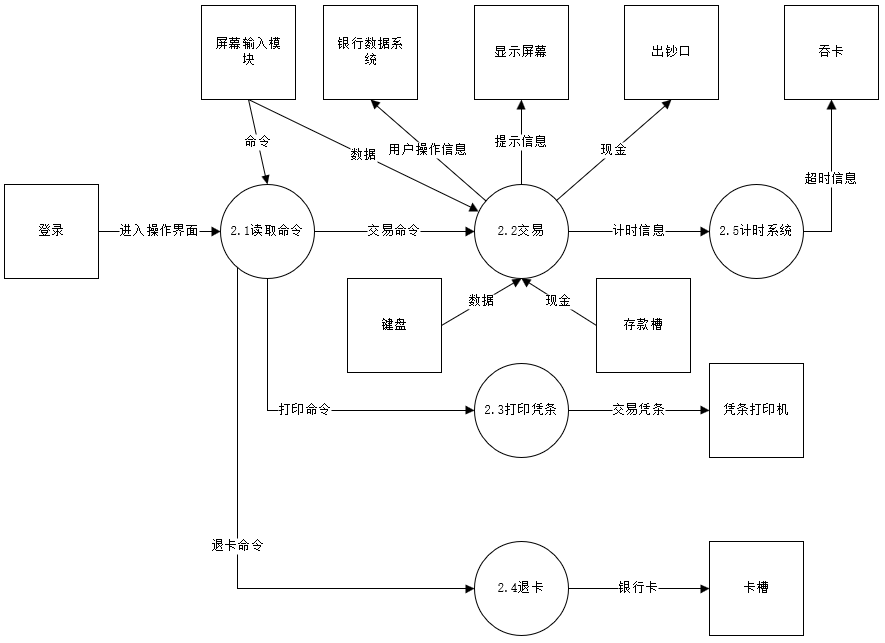 屏幕输入模
块
银行数据系
统
显示屏幕
出钞口
吞卡
命令
数据
用户操作信息
提示信息
现金
超时信息
登录
进入操作界面
2.1读取命令
交易命令
2.2交易
计时信息
2.5计时系统
数据
现金
键盘
存款槽
打印命令
2.3打印凭条
交易凭条
凭条打印机
退卡命令
2.4退卡
银行卡
卡槽